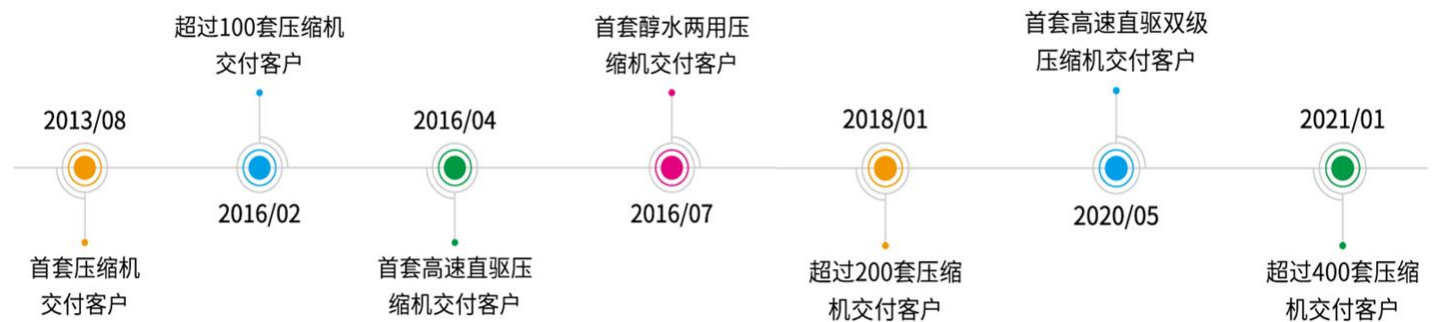 2013/08
首套压缩机
交付客户
超过100套压缩机
交付客户
2016/02
2016/04
首套高速直驱压
缩机交付客户
首套醇水两用压
缩机交付客户
2016/07
2018/01
超过200套压缩
机交付客户
首套高速直驱双级
压缩机交付客户
2020/05
2021/01
超过400套压缩
机交付客户